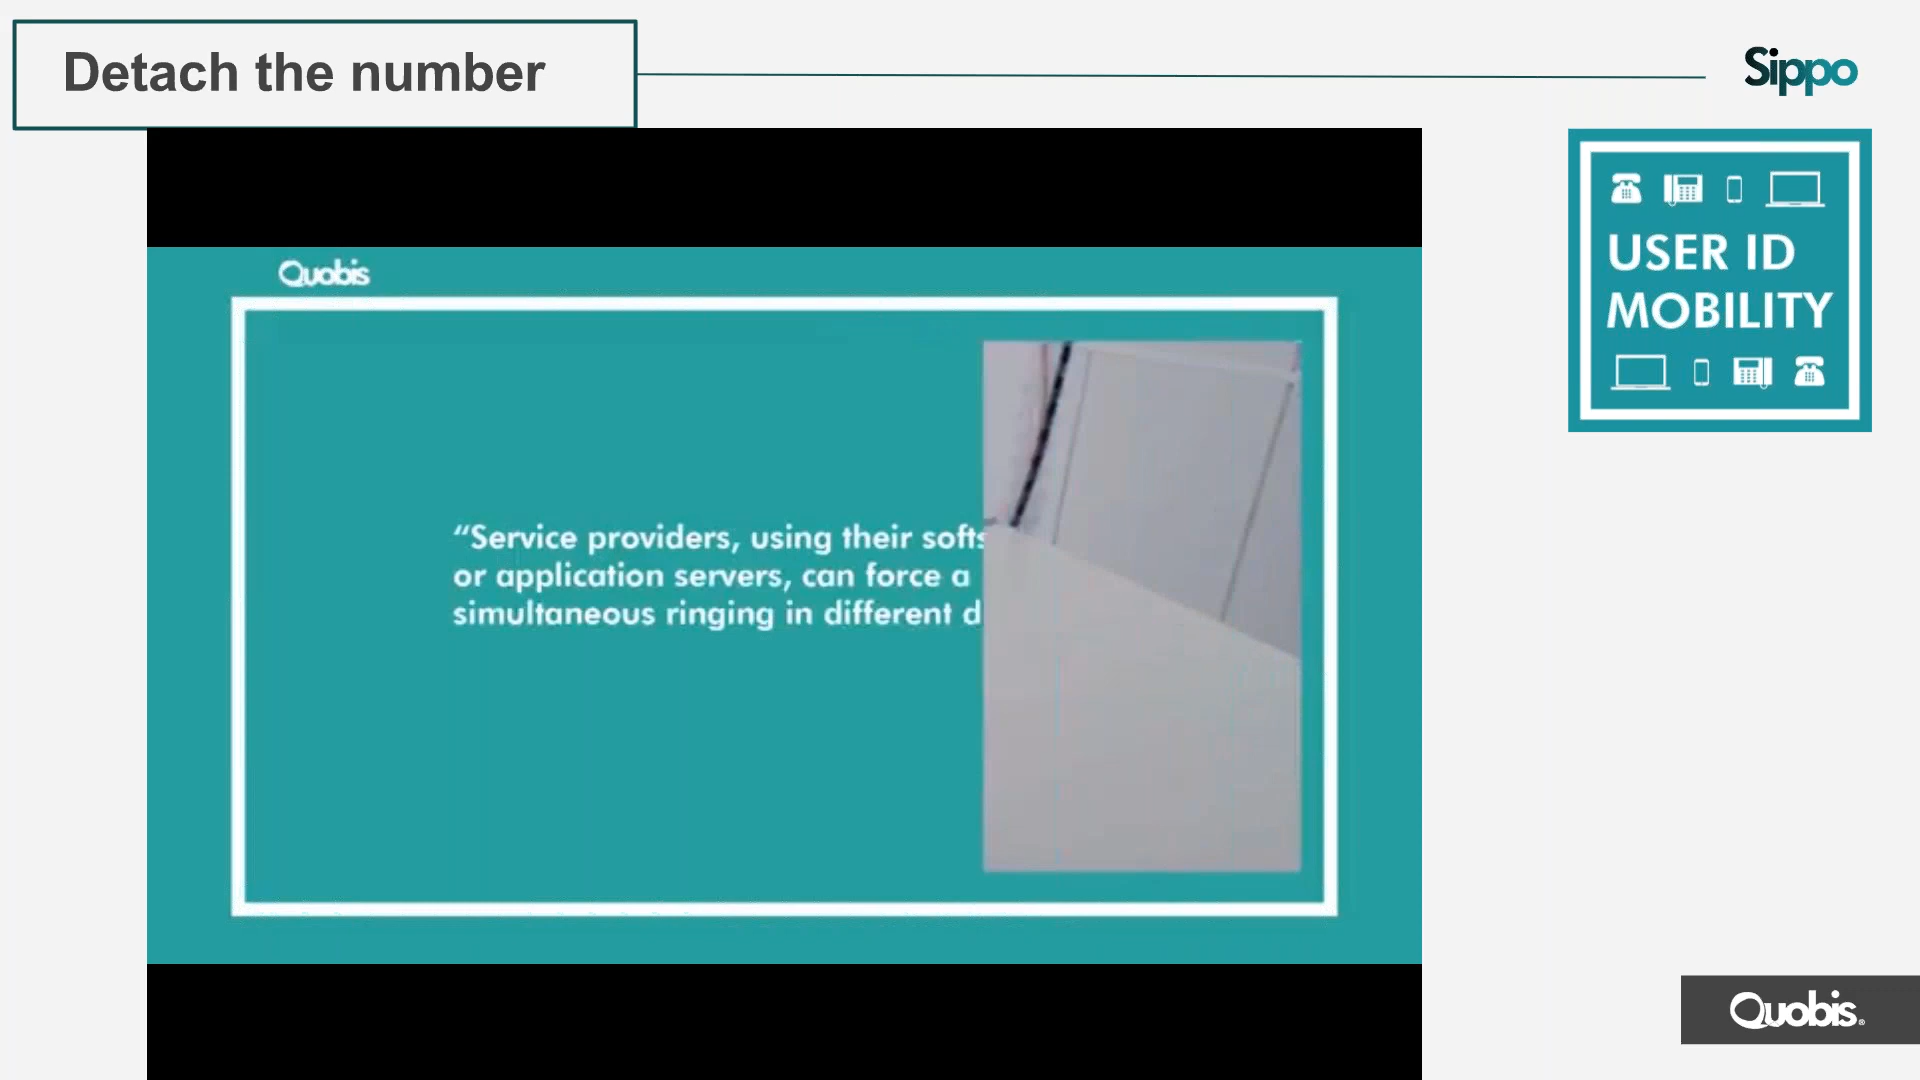 Detach the number
Sippo
Quobis
“Service providers, using their softs
or application servers, can force a
simultaneous ringing in different d
USER ID
MOBILITY
Quobis®